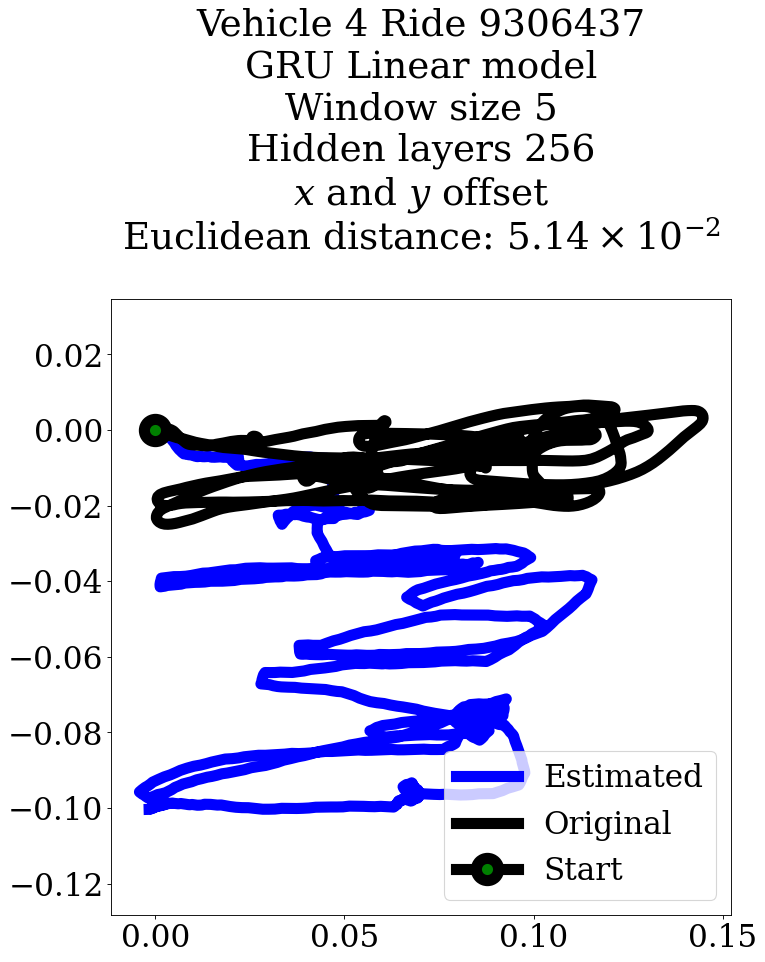 Vehicle 4 Ride 9306437
GRU Linear model
Window size 5
Hidden layers 256
x and y offset
Euclidean distance: 5.14 × 10⁻²
0.02
0.00
−0.02
−0.04
−0.06
−0.08
−0.10
−0.12
Estimated
Original
Start
0.00 0.05 0.10 0.15